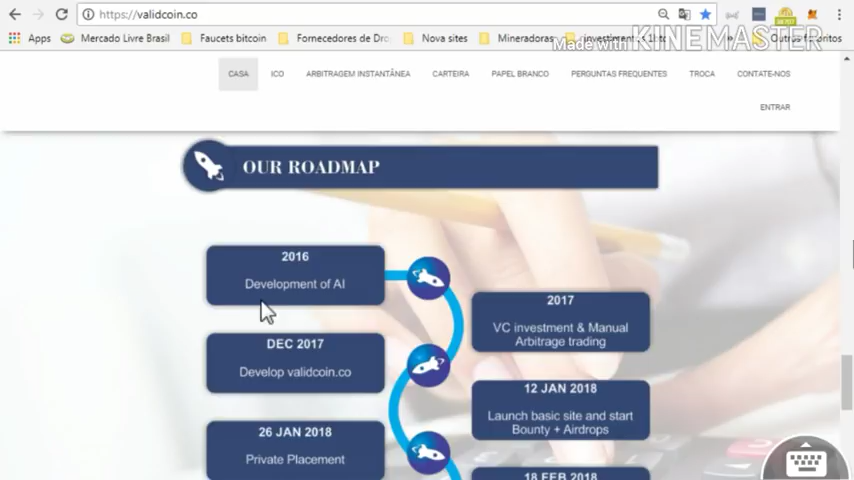 https://validcoin.co
Apps
Mercado Livre Brasil
Faucets bitcoin
Fornecedores de Dro
Nova sites
Mineradoras
Outros favoritos
Made with KINEMASTER
CASA
ICO
ARBITRAGEM INSTANTÂNEA
CARTEIRA
PAPEL BRANCO
PERGUNTAS FREQUENTES
TROCA
CONTATE-NOS
ENTRAR
OUR ROADMAP
2016
Development of AI
2017
VC investment & Manual
Arbitrage trading
DEC 2017
Develop validcoin.co
12 JAN 2018
Launch basic site and start
Bounty + Airdrops
26 JAN 2018
Private Placement
18 FEB 2018